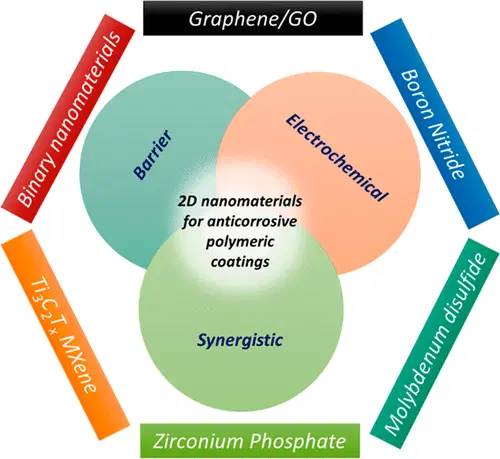 Graphene/GO
Binary nanomaterials
Boron Nitride
Barrier
Electrochemical
2D nanomaterials
for anticorrosive
polymeric
coatings
Synergistic
Ti₃C₂Tₓ MXene
Molybdenum disulfide
Zirconium Phosphate